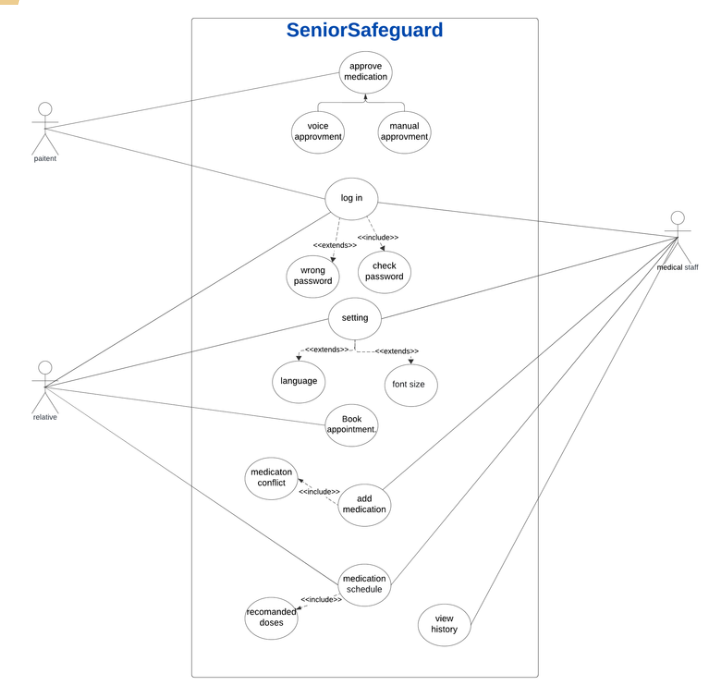 SeniorSafeguard
approve
medication
voice
approvment
manual
approvment
paitent
log in
<<extends>>
<<include>>
wrong
password
check
password
medical staff
setting
<<extends>>
<<extends>>
language
font size
relative
Book
appointment.
medicaton
conflict
<<include>>
add
medication
medication
schedule
<<include>>
recomanded
doses
view
history